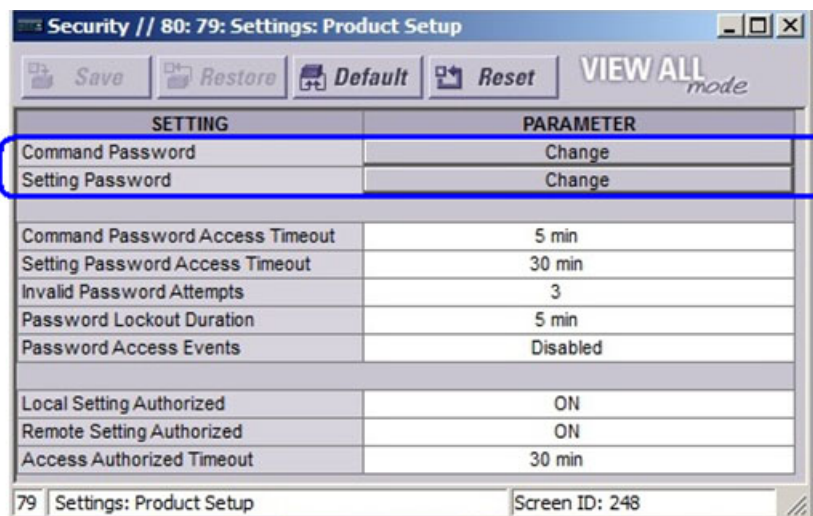 Security // 80: 79: Settings: Product Setup
Save Restore Default Reset VIEW ALL mode
SETTING PARAMETER
Command Password Change
Setting Password Change
Command Password Access Timeout 5 min
Setting Password Access Timeout 30 min
Invalid Password Attempts 3
Password Lockout Duration 5 min
Password Access Events Disabled
Local Setting Authorized ON
Remote Setting Authorized ON
Access Authorized Timeout 30 min
79 Settings: Product Setup Screen ID: 248